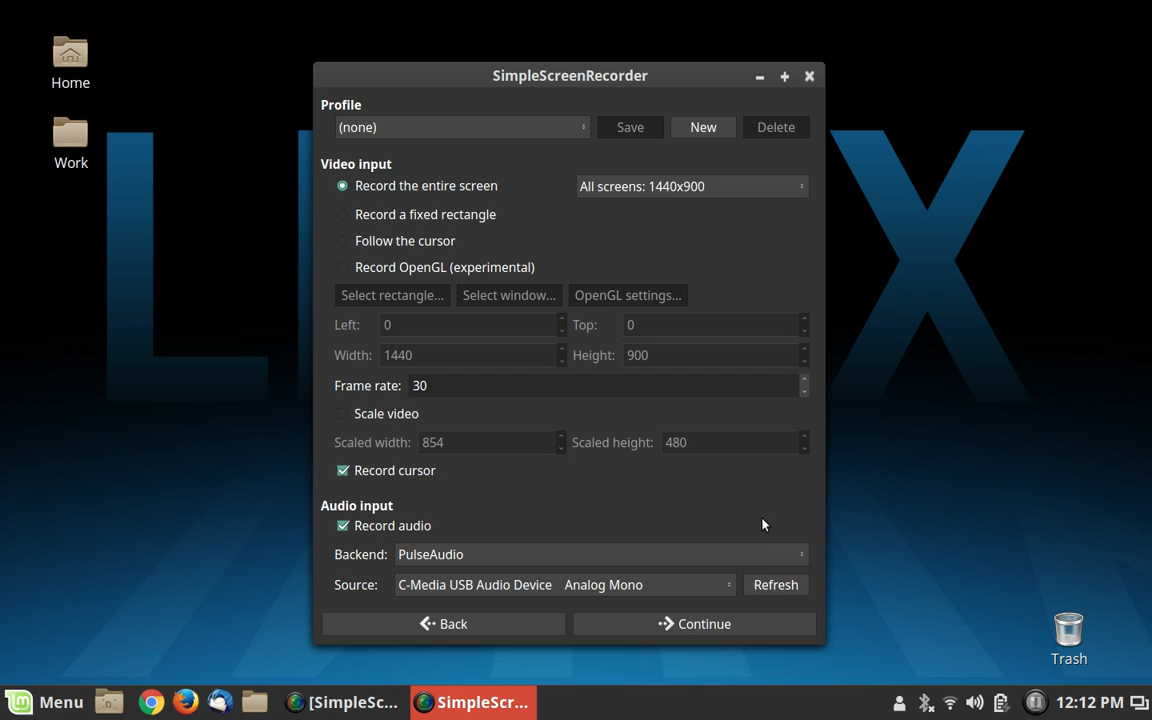 SimpleScreenRecorder
Home
Work
Profile
(none) Save New Delete
Video input
Record the entire screen All screens: 1440x900
Record a fixed rectangle
Follow the cursor
Record OpenGL (experimental)
Select rectangle... Select window... OpenGL settings...
Left: 0 Top: 0
Width: 1440 Height: 900
Frame rate: 30
Scale video
Scaled width: 854 Scaled height: 480
Record cursor
Audio input
Record audio
Backend: PulseAudio
Source: C-Media USB Audio Device Analog Mono Refresh
Back Continue
Trash
Menu [SimpleSc... SimpleScr... 12:12 PM